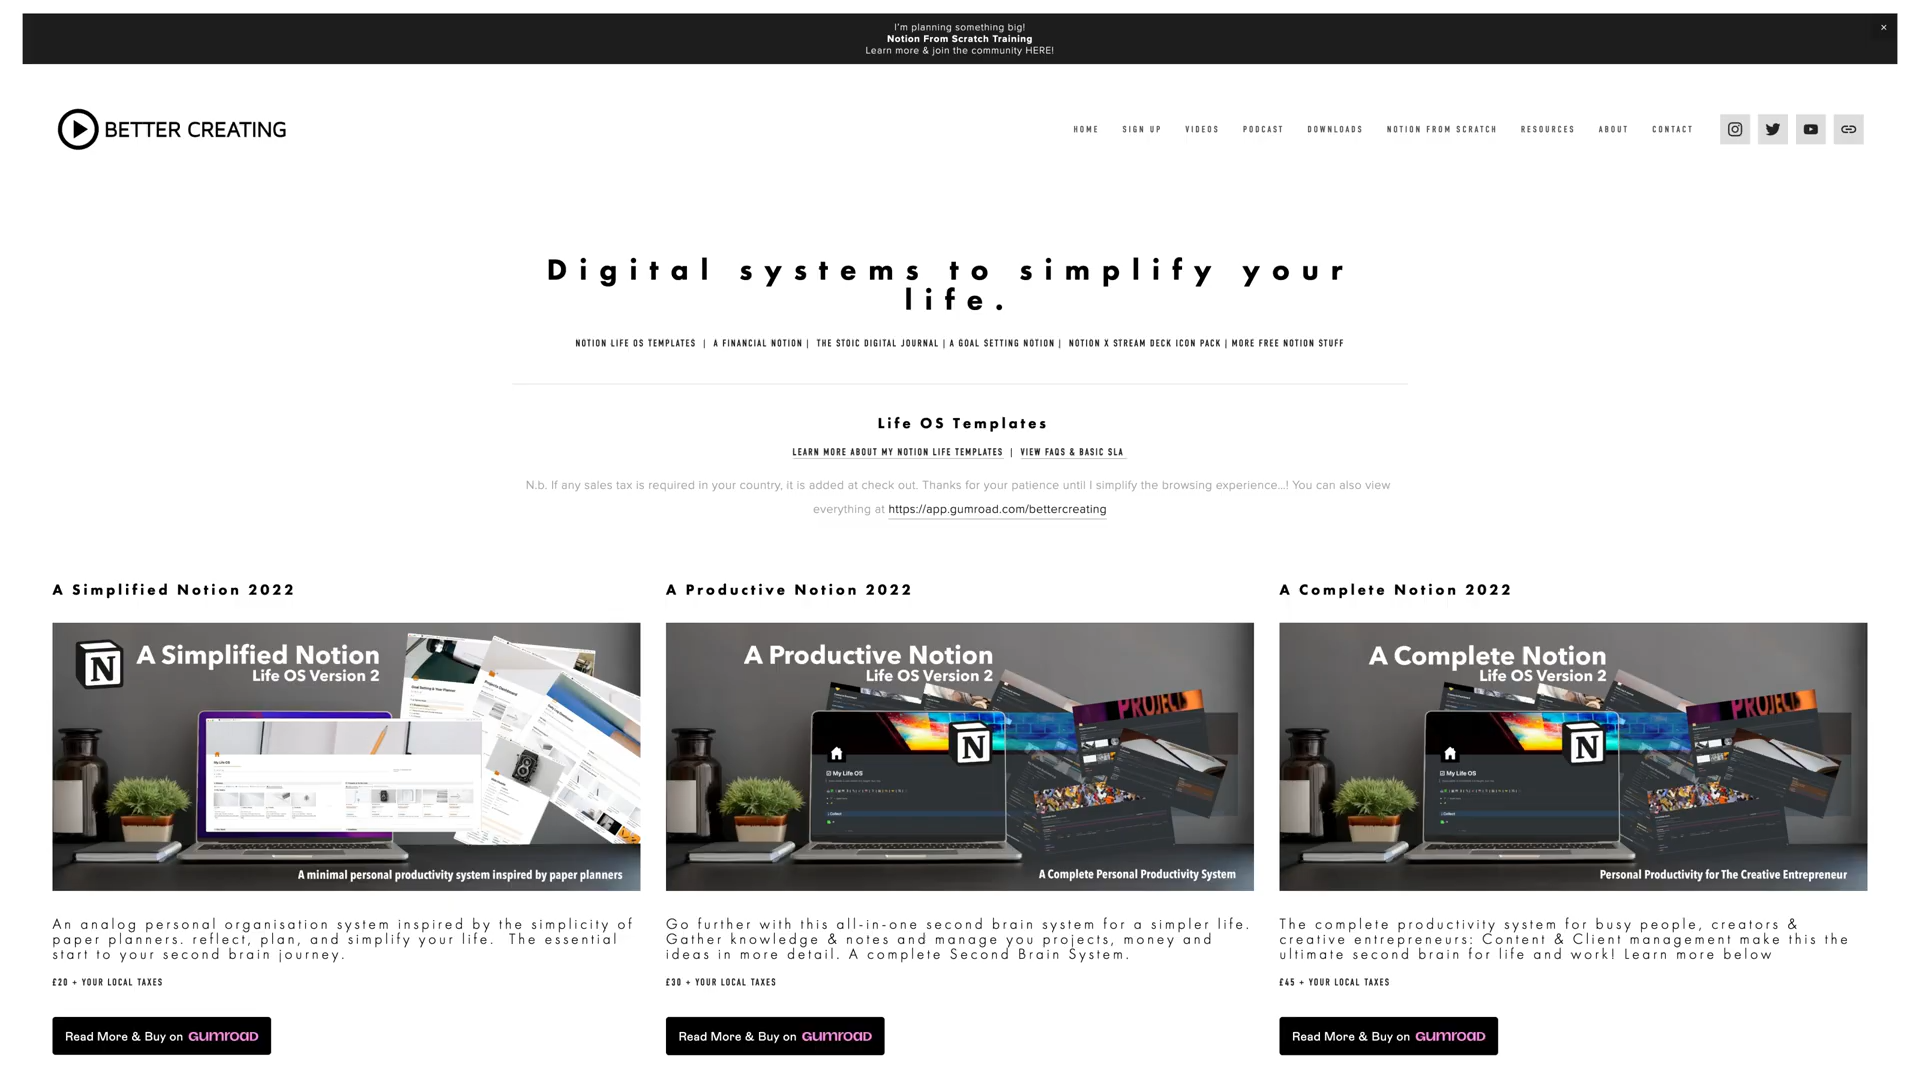 I'm planning something big!
Notion From Scratch Training
Learn more & join the community HERE!
×
BETTER CREATING
HOME SIGN UP VIDEOS PODCAST DOWNLOADS NOTION FROM SCRATCH RESOURCES ABOUT CONTACT
Digital systems to simplify your
life.
NOTION LIFE OS TEMPLATES | A FINANCIAL NOTION | THE STOIC DIGITAL JOURNAL | A GOAL SETTING NOTION | NOTION X STREAM DECK ICON PACK | MORE FREE NOTION STUFF
Life OS Templates
LEARN MORE ABOUT MY NOTION LIFE TEMPLATES | VIEW FAQS & BASIC SLA
N.b. If any sales tax is required in your country, it is added at check out. Thanks for your patience until I simplify the browsing experience...! You can also view
everything at https://app.gumroad.com/bettercreating
A Simplified Notion 2022
N
A Simplified Notion
Life OS Version 2
My Life OS
A minimal personal productivity system inspired by paper planners
An analog personal organisation system inspired by the simplicity of
paper planners. reflect, plan, and simplify your life. The essential
start to your second brain journey.
£20 + YOUR LOCAL TAXES
Read More & Buy on GUMROAD
A Productive Notion 2022
A Productive Notion
Life OS Version 2
PROJECT
N
My Life OS
A Complete Personal Productivity System
Go further with this all-in-one second brain system for a simpler life.
Gather knowledge & notes and manage you projects, money and
ideas in more detail. A complete Second Brain System.
£30 + YOUR LOCAL TAXES
Read More & Buy on GUMROAD
A Complete Notion 2022
A Complete Notion
Life OS Version 2
PROJECT
N
My Life OS
Personal Productivity for The Creative Entrepreneur
The complete productivity system for busy people, creators &
creative entrepreneurs: Content & Client management make this the
ultimate second brain for life and work! Learn more below
£45 + YOUR LOCAL TAXES
Read More & Buy on GUMROAD